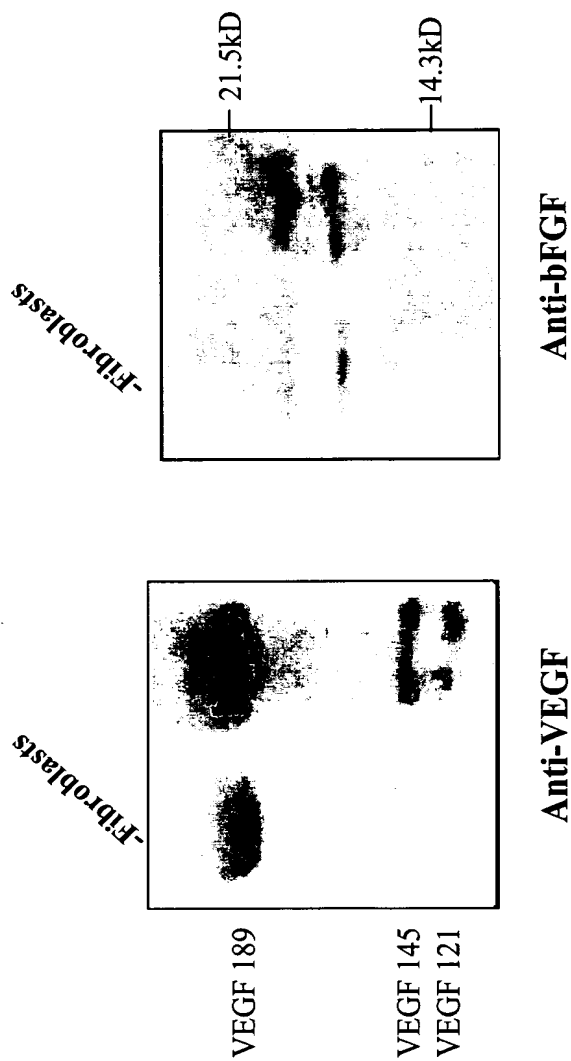 -Fibroblasts
VEGF 189
VEGF 145
VEGF 121
Anti-VEGF
-Fibroblasts
21.5kD
14.3kD
Anti-bFGF